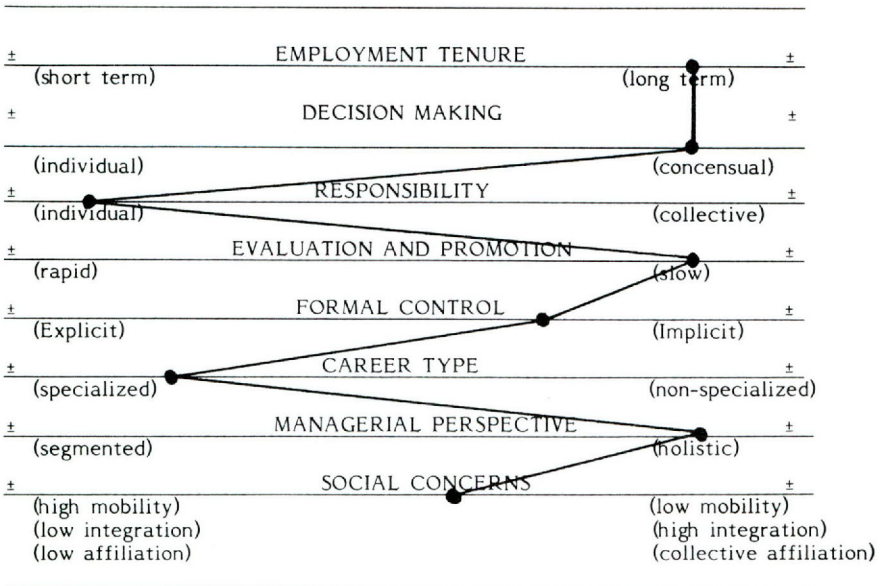 ± EMPLOYMENT TENURE ±
(short term) (long term)
± DECISION MAKING ±
(individual) (concensual)
± RESPONSIBILITY ±
(individual) (collective)
± EVALUATION AND PROMOTION ±
(rapid) (slow)
± FORMAL CONTROL ±
(Explicit) (Implicit)
± CAREER TYPE ±
(specialized) (non-specialized)
± MANAGERIAL PERSPECTIVE ±
(segmented) (holistic)
± SOCIAL CONCERNS ±
(high mobility) (low mobility)
(low integration) (high integration)
(low affiliation) (collective affiliation)